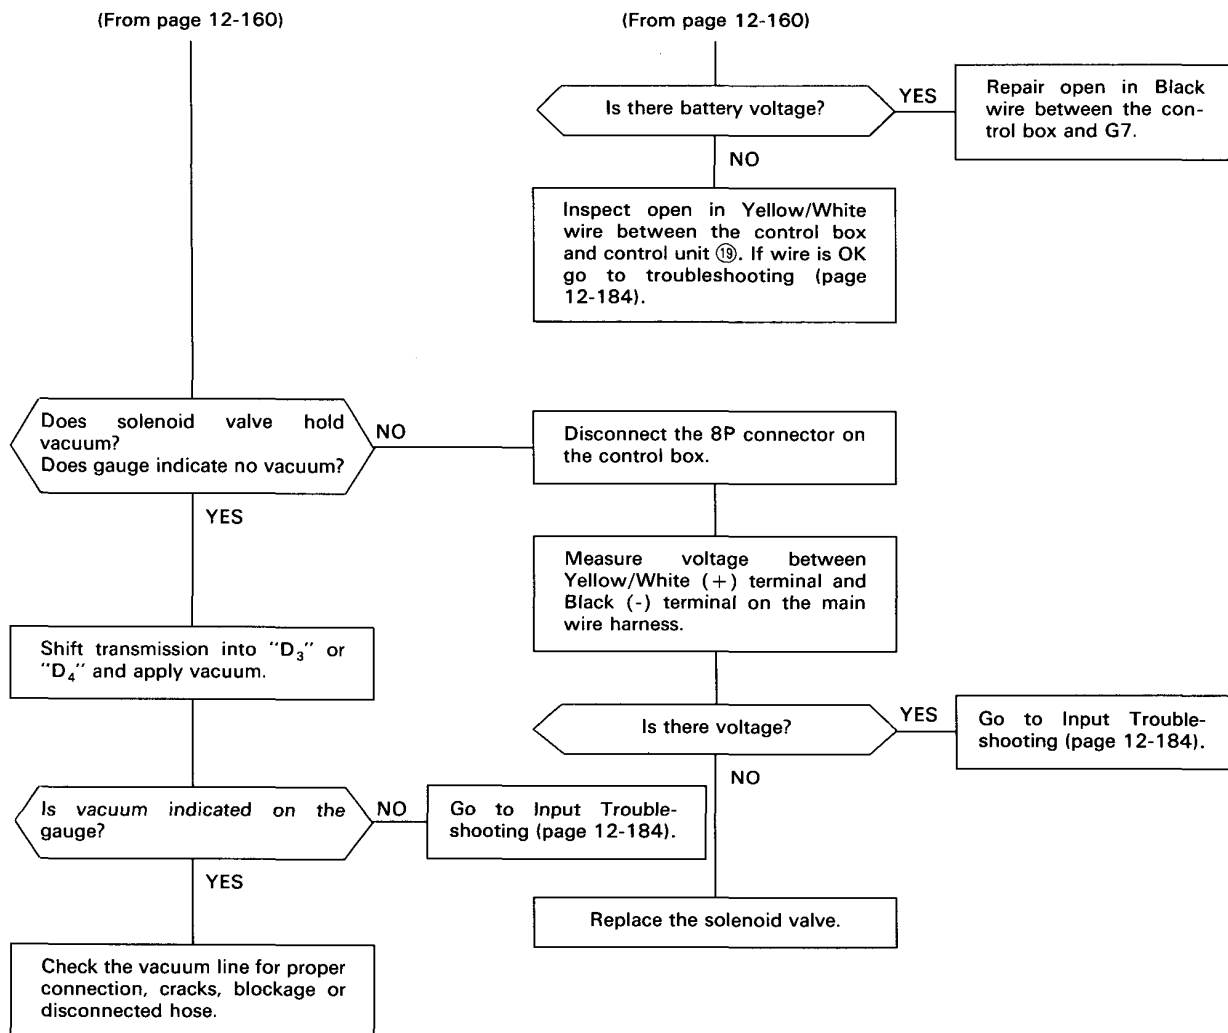 (From page 12-160)
(From page 12-160)
Is there battery voltage?
YES
Repair open in Black
wire between the con-
trol box and G7.
NO
Inspect open in Yellow/White
wire between the control box
and control unit ⑲. If wire is OK
go to troubleshooting (page
12-184).
Does solenoid valve hold
vacuum?
Does gauge indicate no vacuum?
NO
Disconnect the 8P connector on
the control box.
YES
Measure voltage between
Yellow/White (+) terminal and
Black (-) terminal on the main
wire harness.
Shift transmission into "D₃" or
"D₄" and apply vacuum.
Is there voltage?
YES
Go to Input Trouble-
shooting (page 12-184).
NO
Is vacuum indicated on the
gauge?
NO
Go to Input Trouble-
shooting (page 12-184).
YES
Replace the solenoid valve.
Check the vacuum line for proper
connection, cracks, blockage or
disconnected hose.